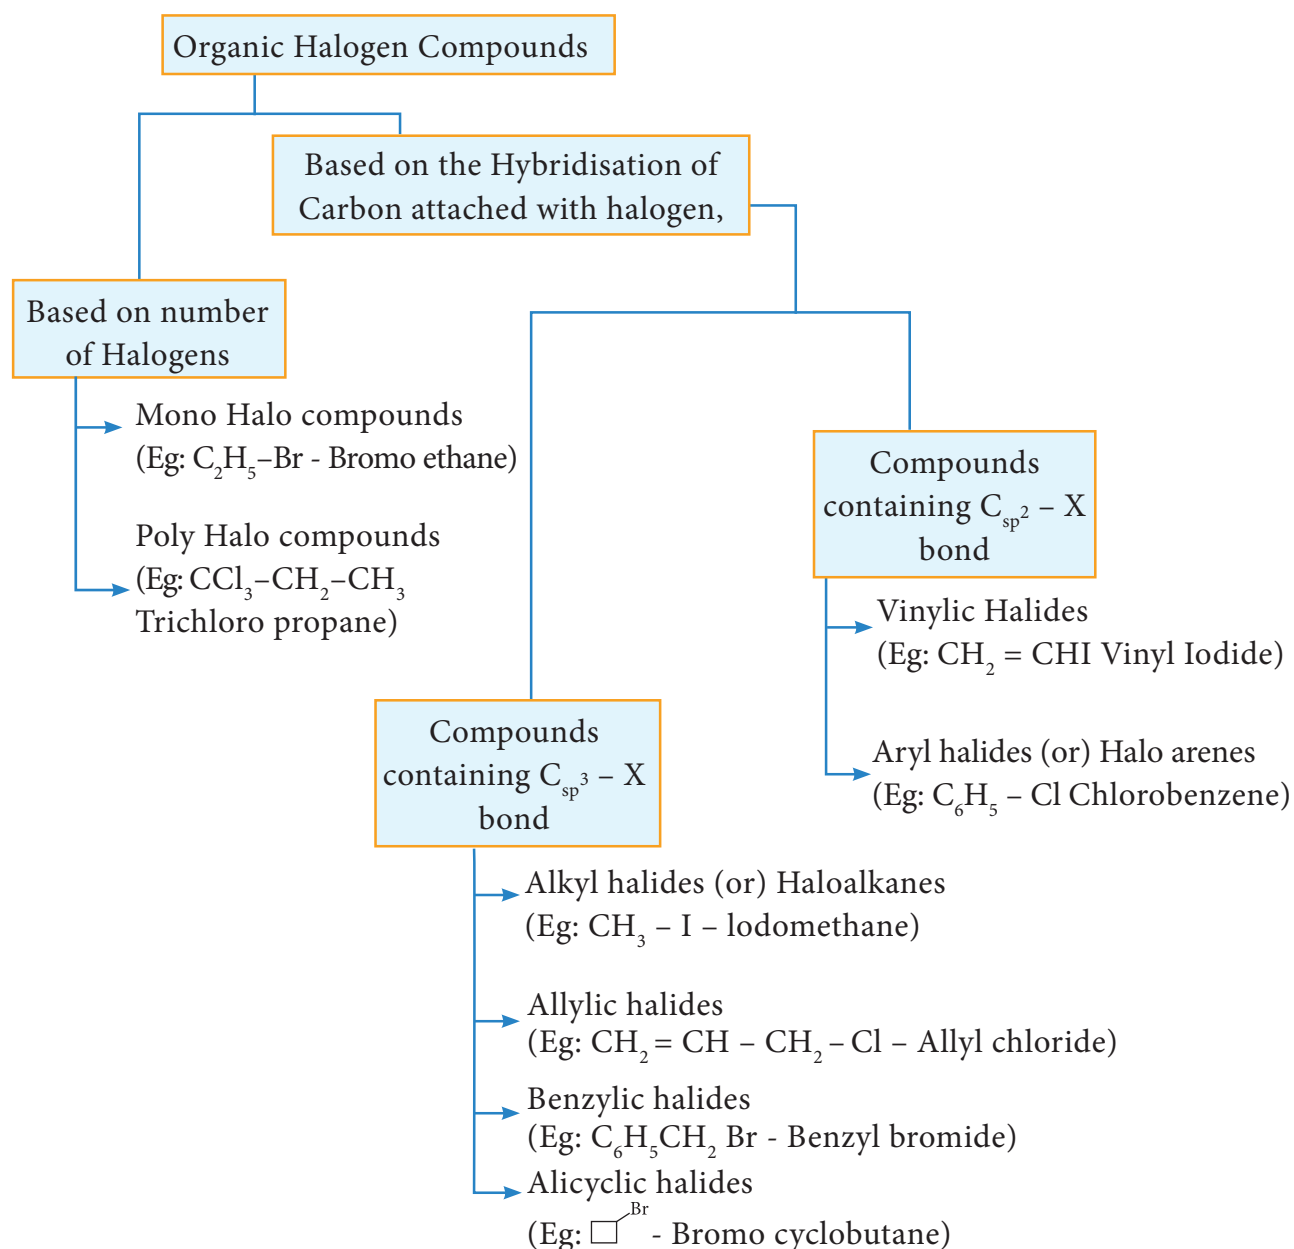 Organic Halogen Compounds
Based on the Hybridisation of
Carbon attached with halogen,
Based on number
of Halogens
Mono Halo compounds
(Eg: C₂H₅–Br - Bromo ethane)
Poly Halo compounds
(Eg: CCl₃–CH₂–CH₃
Trichloro propane)
Compounds
containing C_sp² – X
bond
Vinylic Halides
(Eg: CH₂ = CHI Vinyl Iodide)
Aryl halides (or) Halo arenes
(Eg: C₆H₅ – Cl Chlorobenzene)
Compounds
containing C_sp³ – X
bond
Alkyl halides (or) Haloalkanes
(Eg: CH₃ – I – lodomethane)
Allylic halides
(Eg: CH₂ = CH – CH₂ – Cl – Allyl chloride)
Benzylic halides
(Eg: C₆H₅CH₂ Br - Benzyl bromide)
Alicyclic halides
(Eg: Br - Bromo cyclobutane)